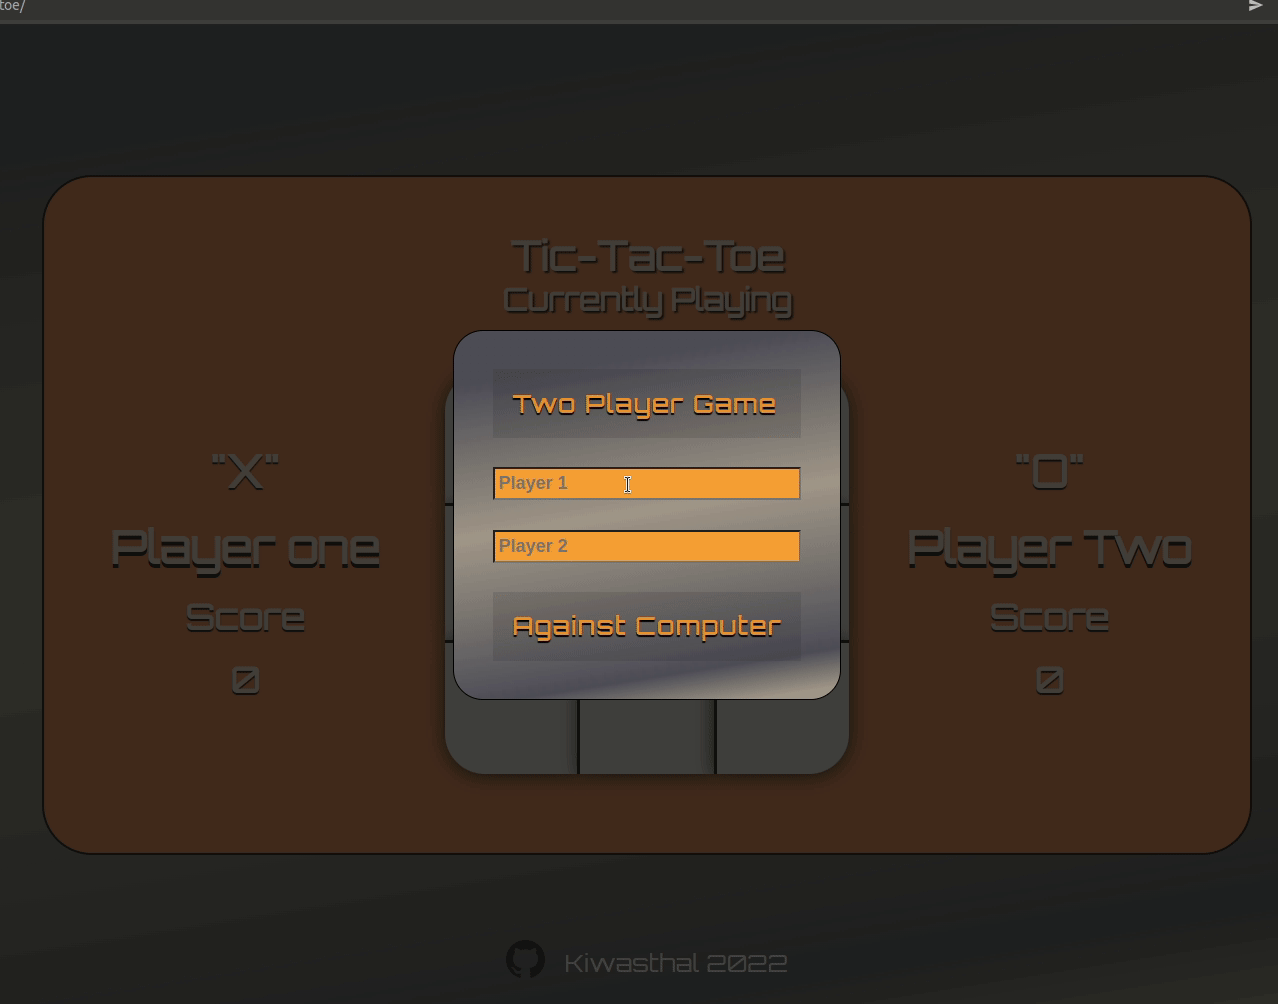 toe/
Tic-Tac-Toe
Currently Playing
Two Player Game
Player 1
Player 2
Against Computer
"X"
Player one
Score
0
"O"
Player Two
Score
0
Kiwasthal 2022